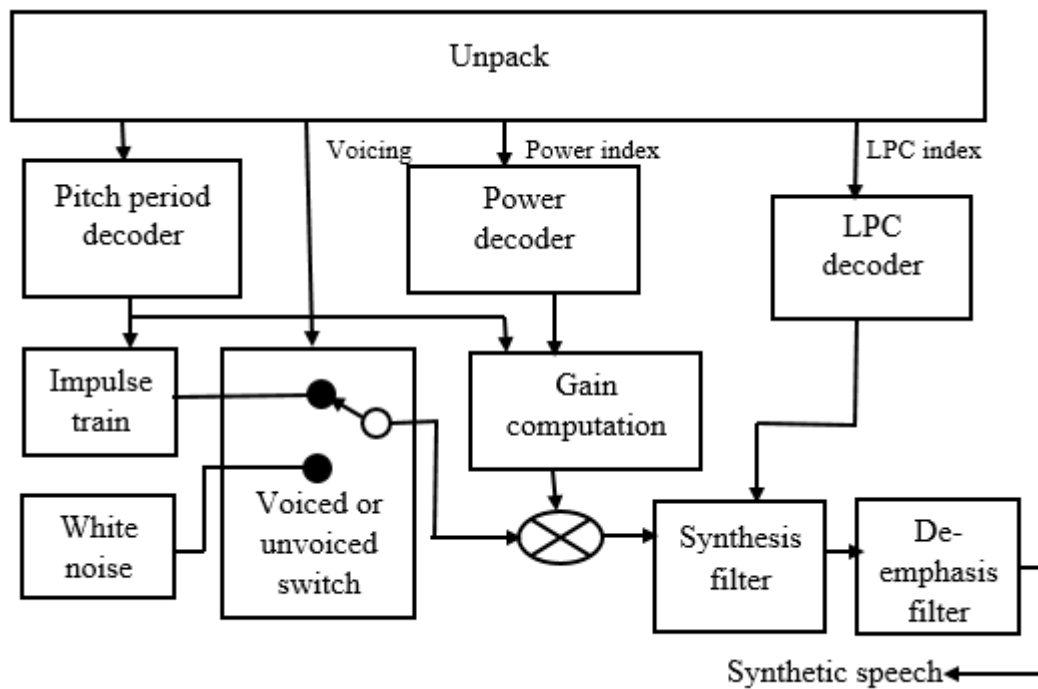 Unpack
Voicing
Power index
LPC index
Pitch period
decoder
Power
decoder
LPC
decoder
Impulse
train
Gain
computation
White
noise
Voiced or
unvoiced
switch
Synthesis
filter
De-
emphasis
filter
Synthetic speech